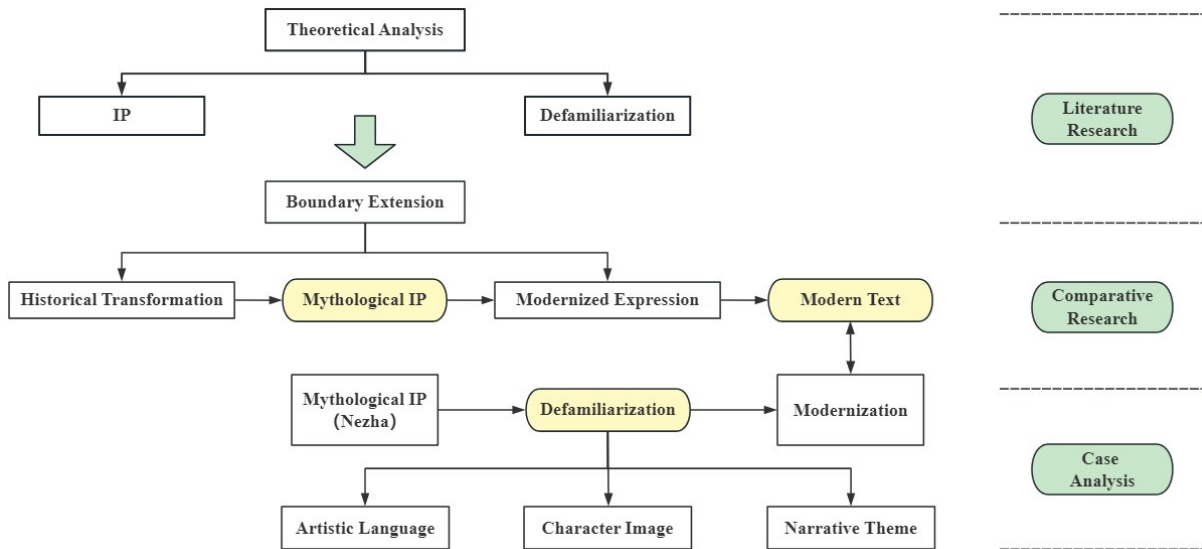 Theoretical Analysis
IP
Defamiliarization
Literature
Research
Boundary Extension
Historical Transformation
Mythological IP
Modernized Expression
Modern Text
Comparative
Research
Mythological IP
(Nezha）
Defamiliarization
Modernization
Case
Analysis
Artistic Language
Character Image
Narrative Theme